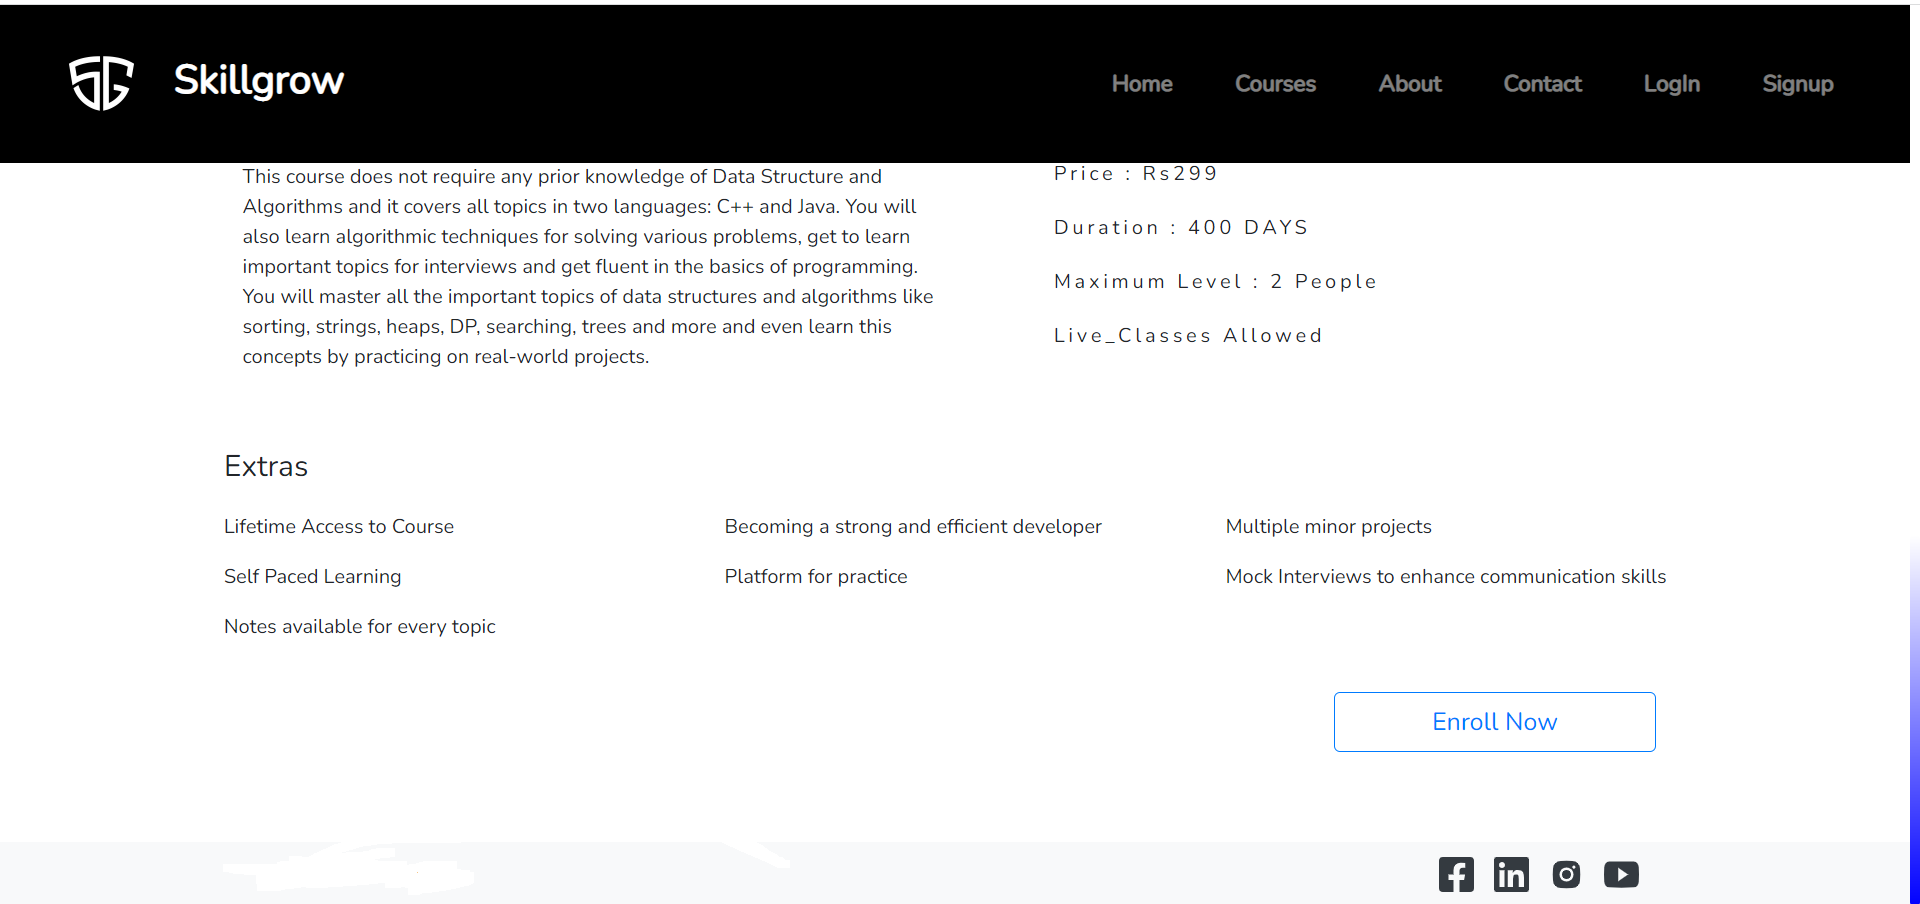 SG Skillgrow
Home Courses About Contact LogIn Signup
This course does not require any prior knowledge of Data Structure and
Algorithms and it covers all topics in two languages: C++ and Java. You will
also learn algorithmic techniques for solving various problems, get to learn
important topics for interviews and get fluent in the basics of programming.
You will master all the important topics of data structures and algorithms like
sorting, strings, heaps, DP, searching, trees and more and even learn this
concepts by practicing on real-world projects.
Price : Rs299
Duration : 400 DAYS
Maximum Level : 2 People
Live_Classes Allowed
Extras
Lifetime Access to Course
Becoming a strong and efficient developer
Multiple minor projects
Self Paced Learning
Platform for practice
Mock Interviews to enhance communication skills
Notes available for every topic
Enroll Now